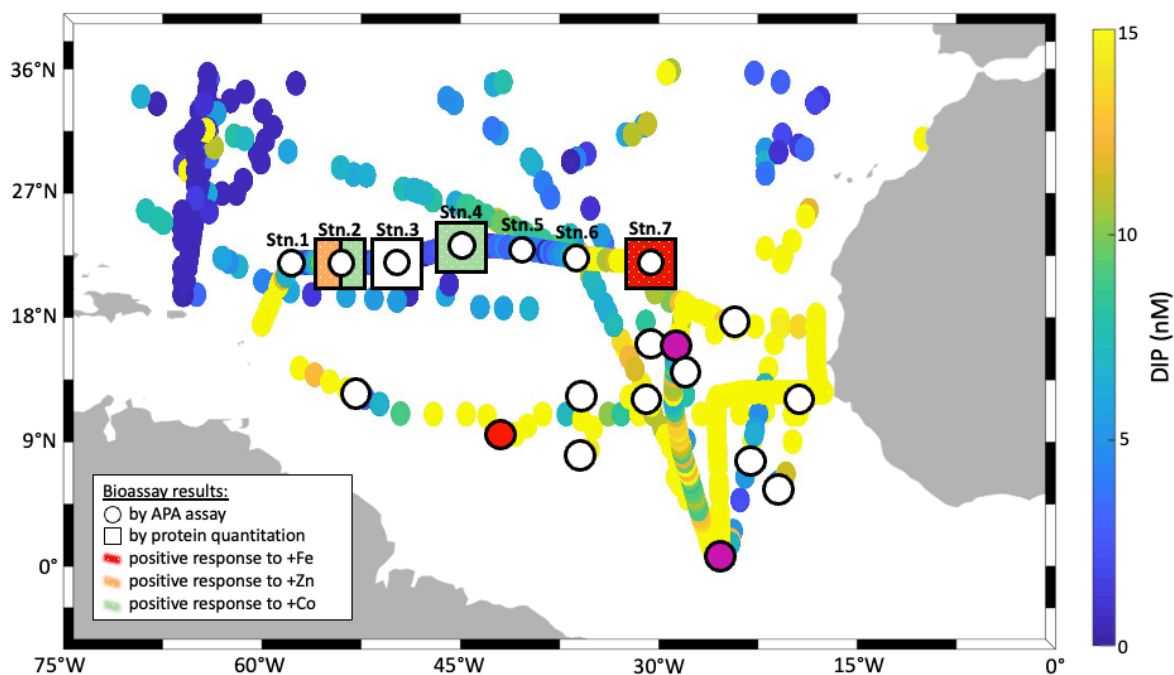 36°N
27°N
18°N
9°N
0°
Stn.1
Stn.2
Stn.3
Stn.4
Stn.5
Stn.6
Stn.7
Bioassay results:
by APA assay
by protein quantitation
positive response to +Fe
positive response to +Zn
positive response to +Co
75°W
60°W
45°W
30°W
15°W
0°
15
10
5
0
DIP (nM)